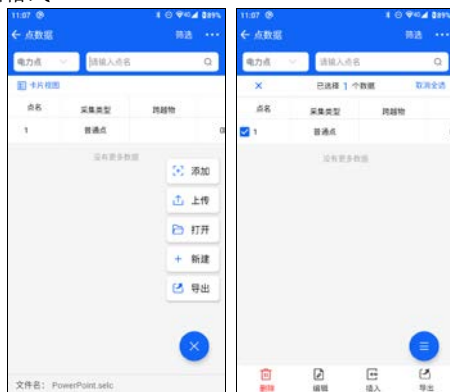 11:07 89%
点数据 筛选 ···
电力点 请输入点名
卡片视图
点名 采集类型 跨越物
1 普通点
没有更多数据
添加
上传
打开
新建
导出
文件名： PowerPoint.selc
11:07 89%
点数据 筛选 ···
电力点 请输入点名
已选择 1 个数据 取消全选
点名 采集类型 跨越物
1 普通点
没有更多数据
删除 编辑 插入 导出